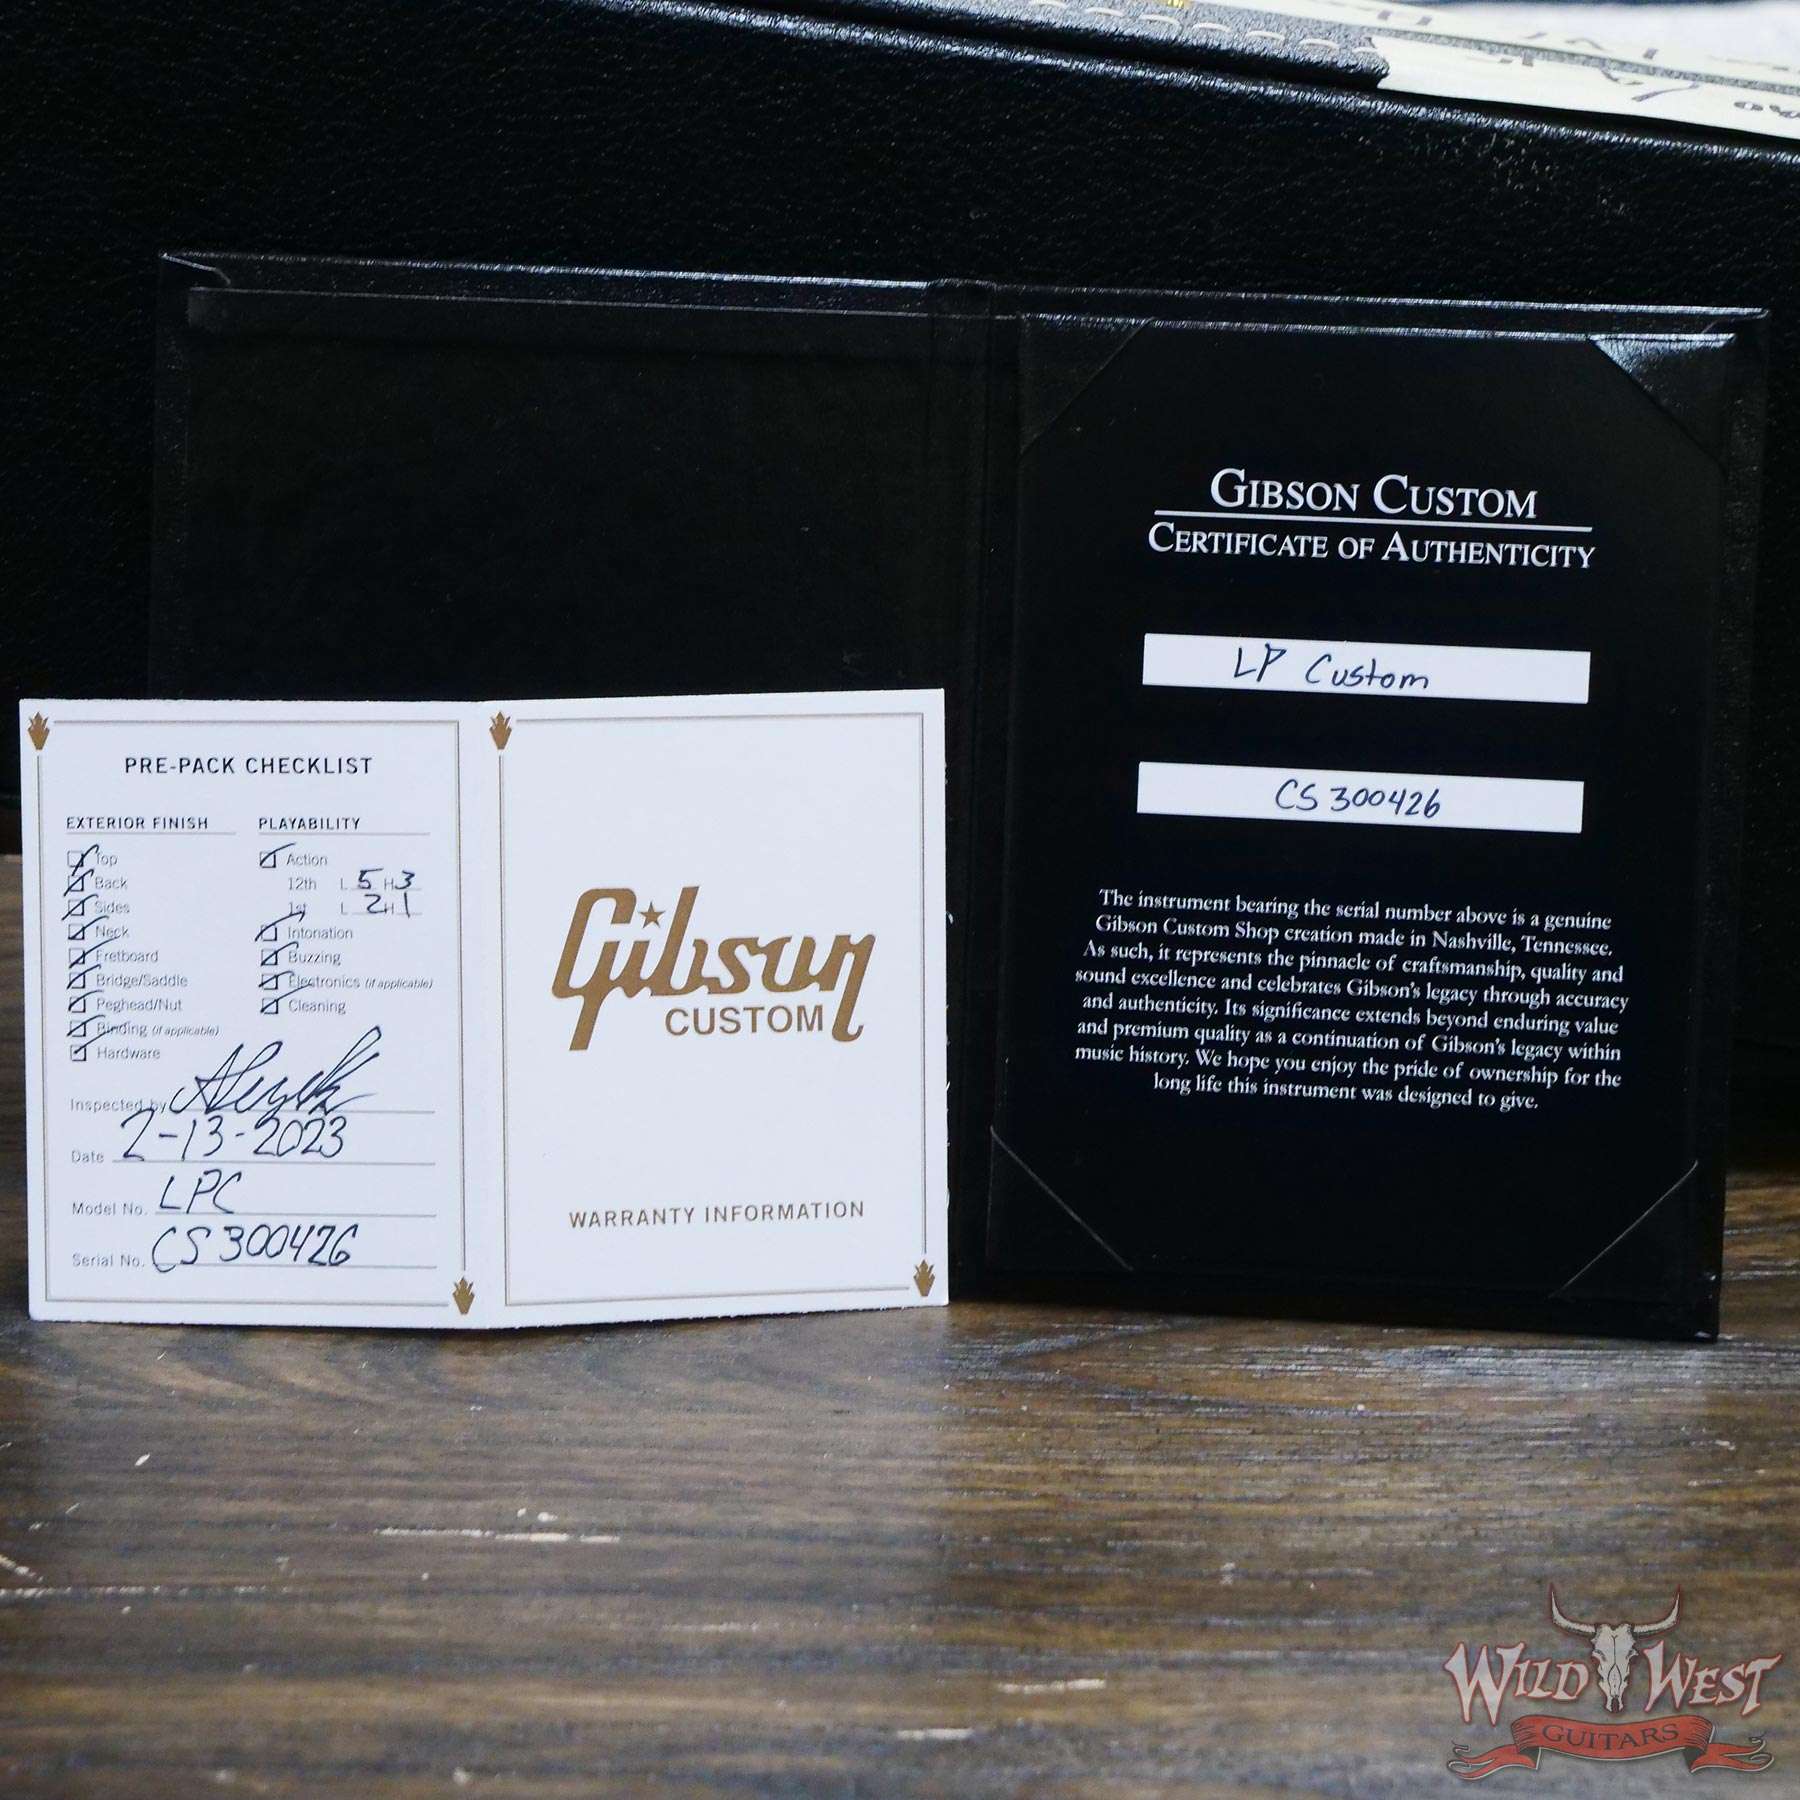 PRE-PACK CHECKLIST
EXTERIOR FINISH
Top
Back
Sides
Neck
Fretboard
Bridge/Saddle
Peghead/Nut
Binding (if applicable)
Hardware
PLAYABILITY
Action
12th L 5 H 3
1st L 2 H 1
Intonation
Buzzing
Electronics (if applicable)
Cleaning
Inspected by
Date 2-13-2023
Model No. LPC
Serial No. CS 300426
Gibson
CUSTOM
WARRANTY INFORMATION
GIBSON CUSTOM
CERTIFICATE OF AUTHENTICITY
LP Custom
CS 300426
The instrument bearing the serial number above is a genuine
Gibson Custom Shop creation made in Nashville, Tennessee.
As such, it represents the pinnacle of craftsmanship, quality and
sound excellence and celebrates Gibson's legacy through accuracy
and authenticity. Its significance extends beyond enduring value
and premium quality as a continuation of Gibson's legacy within
music history. We hope you enjoy the pride of ownership for the
long life this instrument was designed to give.
WILD WEST
GUITARS